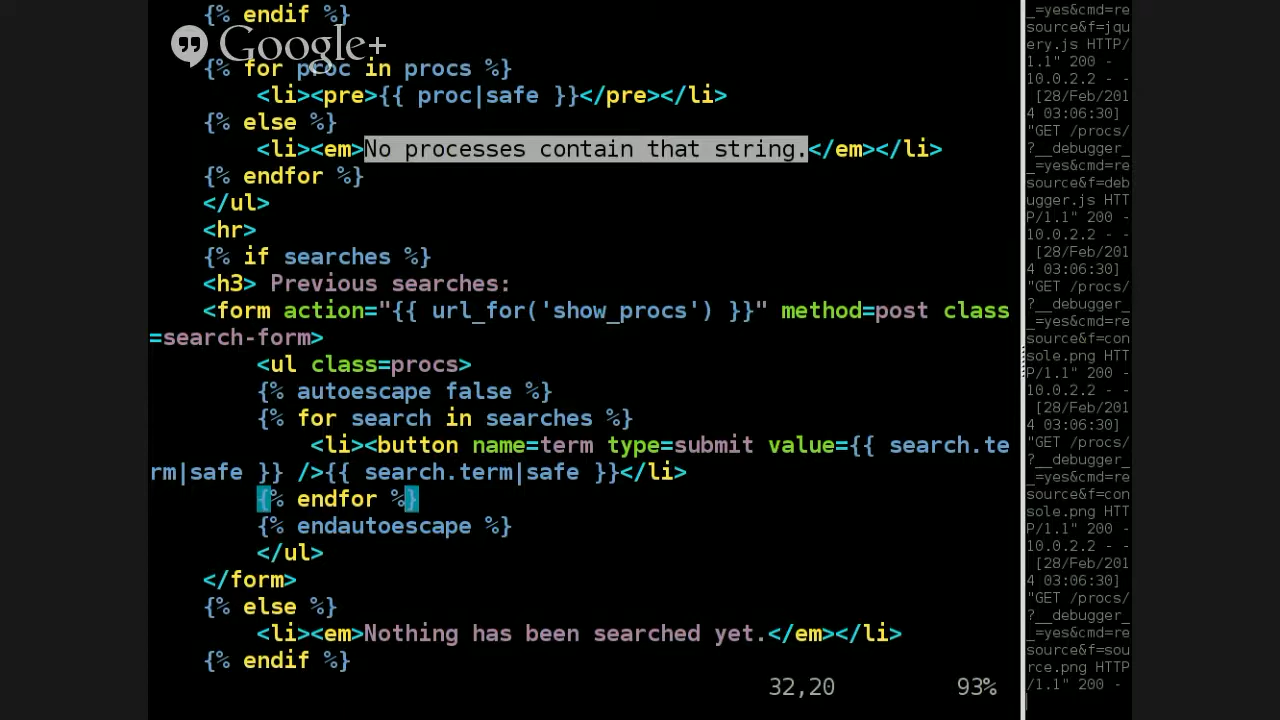 {% endif %}
Google+
{% for proc in procs %}
<li><pre>{{ proc|safe }}</pre></li>
{% else %}
<li><em>No processes contain that string.</em></li>
{% endfor %}
</ul>
<hr>
{% if searches %}
<h3> Previous searches:
<form action="{{ url_for('show_procs') }}" method=post class
=search-form>
<ul class=procs>
{% autoescape false %}
{% for search in searches %}
<li><button name=term type=submit value={{ search.te
rm|safe }} />{{ search.term|safe }}</li>
{% endfor %}
{% endautoescape %}
</ul>
</form>
{% else %}
<li><em>Nothing has been searched yet.</em></li>
{% endif %}
32,20 93%
_=yes&cmd=re
source&f=jqu
ery.js HTTP/
1.1" 200 -
10.0.2.2 - -
[28/Feb/201
4 03:06:30]
"GET /procs/
?__debugger_
_=yes&cmd=re
source&f=deb
ugger.js HTT
P/1.1" 200 -
10.0.2.2 - -
[28/Feb/201
4 03:06:30]
"GET /procs/
?__debugger_
_=yes&cmd=re
source&f=con
sole.png HTT
P/1.1" 200 -
10.0.2.2 - -
[28/Feb/201
4 03:06:30]
"GET /procs/
?__debugger_
_=yes&cmd=re
source&f=con
sole.png HTT
P/1.1" 200 -
10.0.2.2 - -
[28/Feb/201
4 03:06:30]
"GET /procs/
?__debugger_
_=yes&cmd=re
source&f=sou
rce.png HTTP
/1.1" 200 -